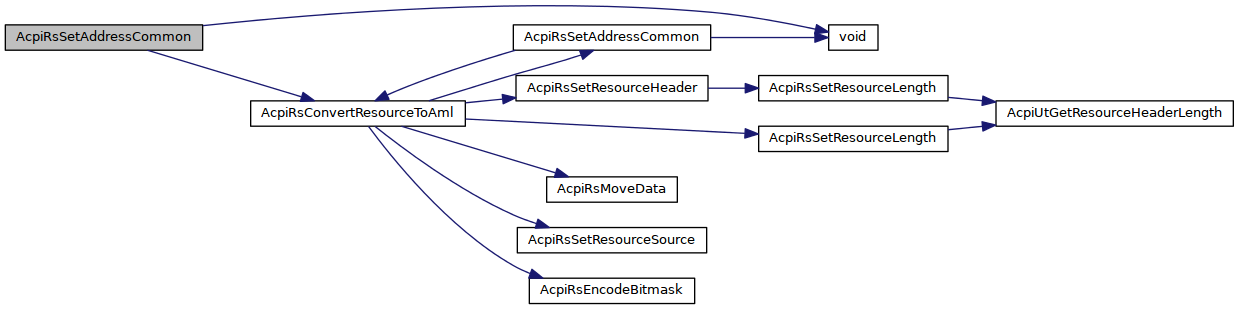 AcpiRsSetAddressCommon
AcpiRsSetAddressCommon
void
AcpiRsSetResourceHeader
AcpiRsSetResourceLength
AcpiRsConvertResourceToAml
AcpiUtGetResourceHeaderLength
AcpiRsSetResourceLength
AcpiRsMoveData
AcpiRsSetResourceSource
AcpiRsEncodeBitmask